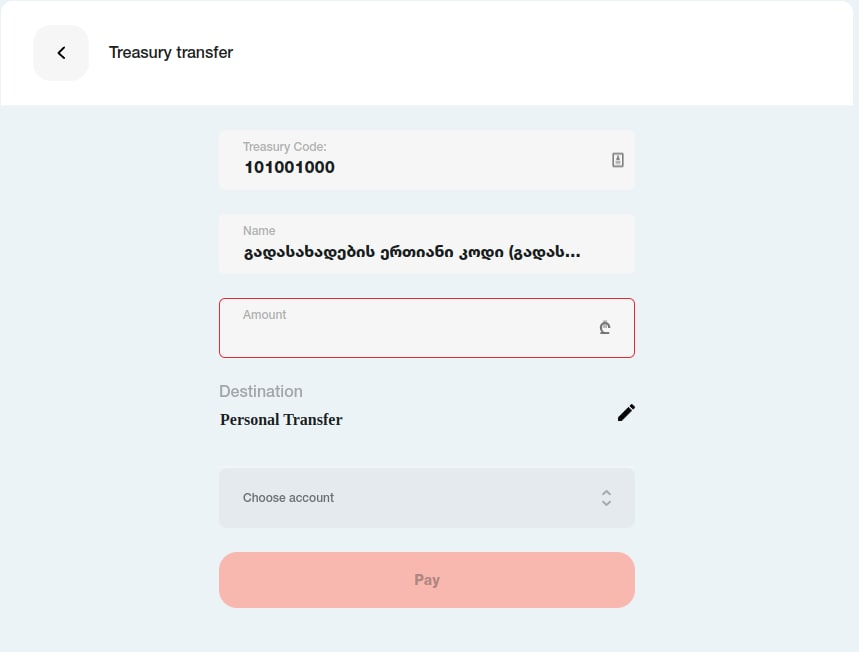 Treasury transfer
Treasury Code:
101001000
Name
გადასახადების ერთიანი კოდი (გადას...
Amount
₾
Destination
Personal Transfer
Choose account
Pay